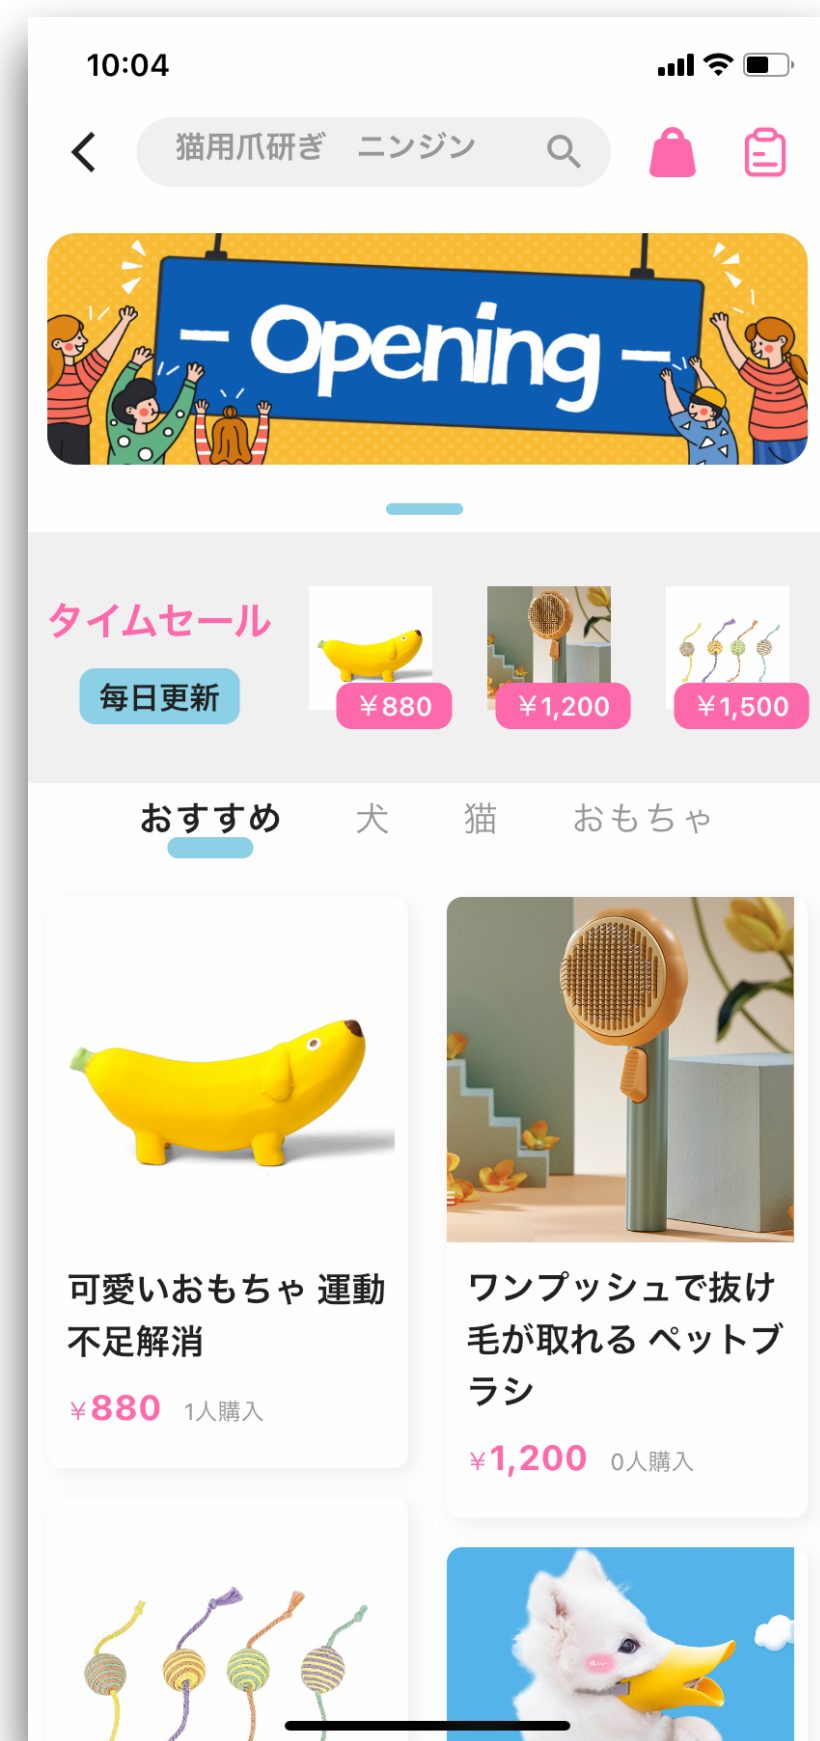 10:04
猫用爪研ぎ　ニンジン
– Opening –
タイムセール
毎日更新
￥880
￥1,200
￥1,500
おすすめ 犬 猫 おもちゃ
可愛いおもちゃ 運動
不足解消
￥880 1人購入
ワンプッシュで抜け
毛が取れる ペットブ
ラシ
￥1,200 0人購入